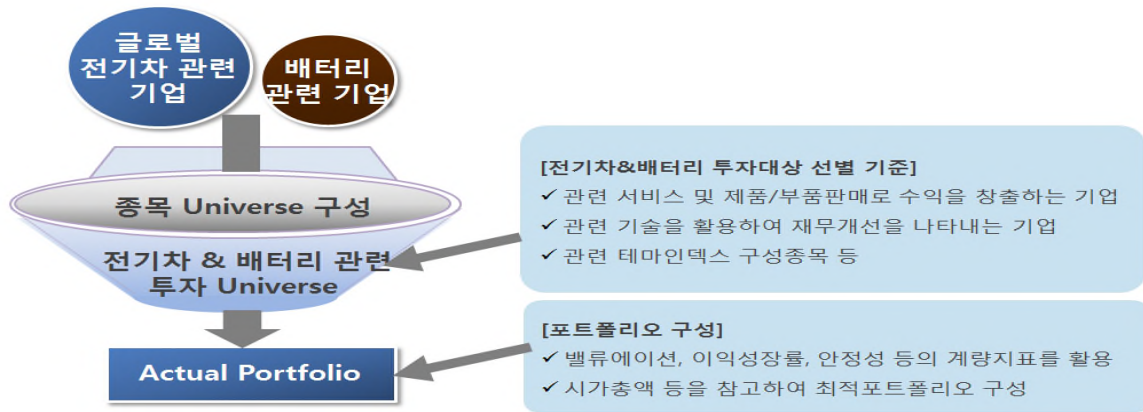 글로벌
전기차 관련
기업
배터리
관련 기업
종목 Universe 구성
전기차 & 배터리 관련
투자 Universe
Actual Portfolio
[전기차&배터리 투자대상 선별 기준]
✓ 관련 서비스 및 제품/부품판매로 수익을 창출하는 기업
✓ 관련 기술을 활용하여 재무개선을 나타내는 기업
✓ 관련 테마인덱스 구성종목 등
[포트폴리오 구성]
✓ 밸류에이션, 이익성장률, 안정성 등의 계량지표를 활용
✓ 시가총액 등을 참고하여 최적포트폴리오 구성